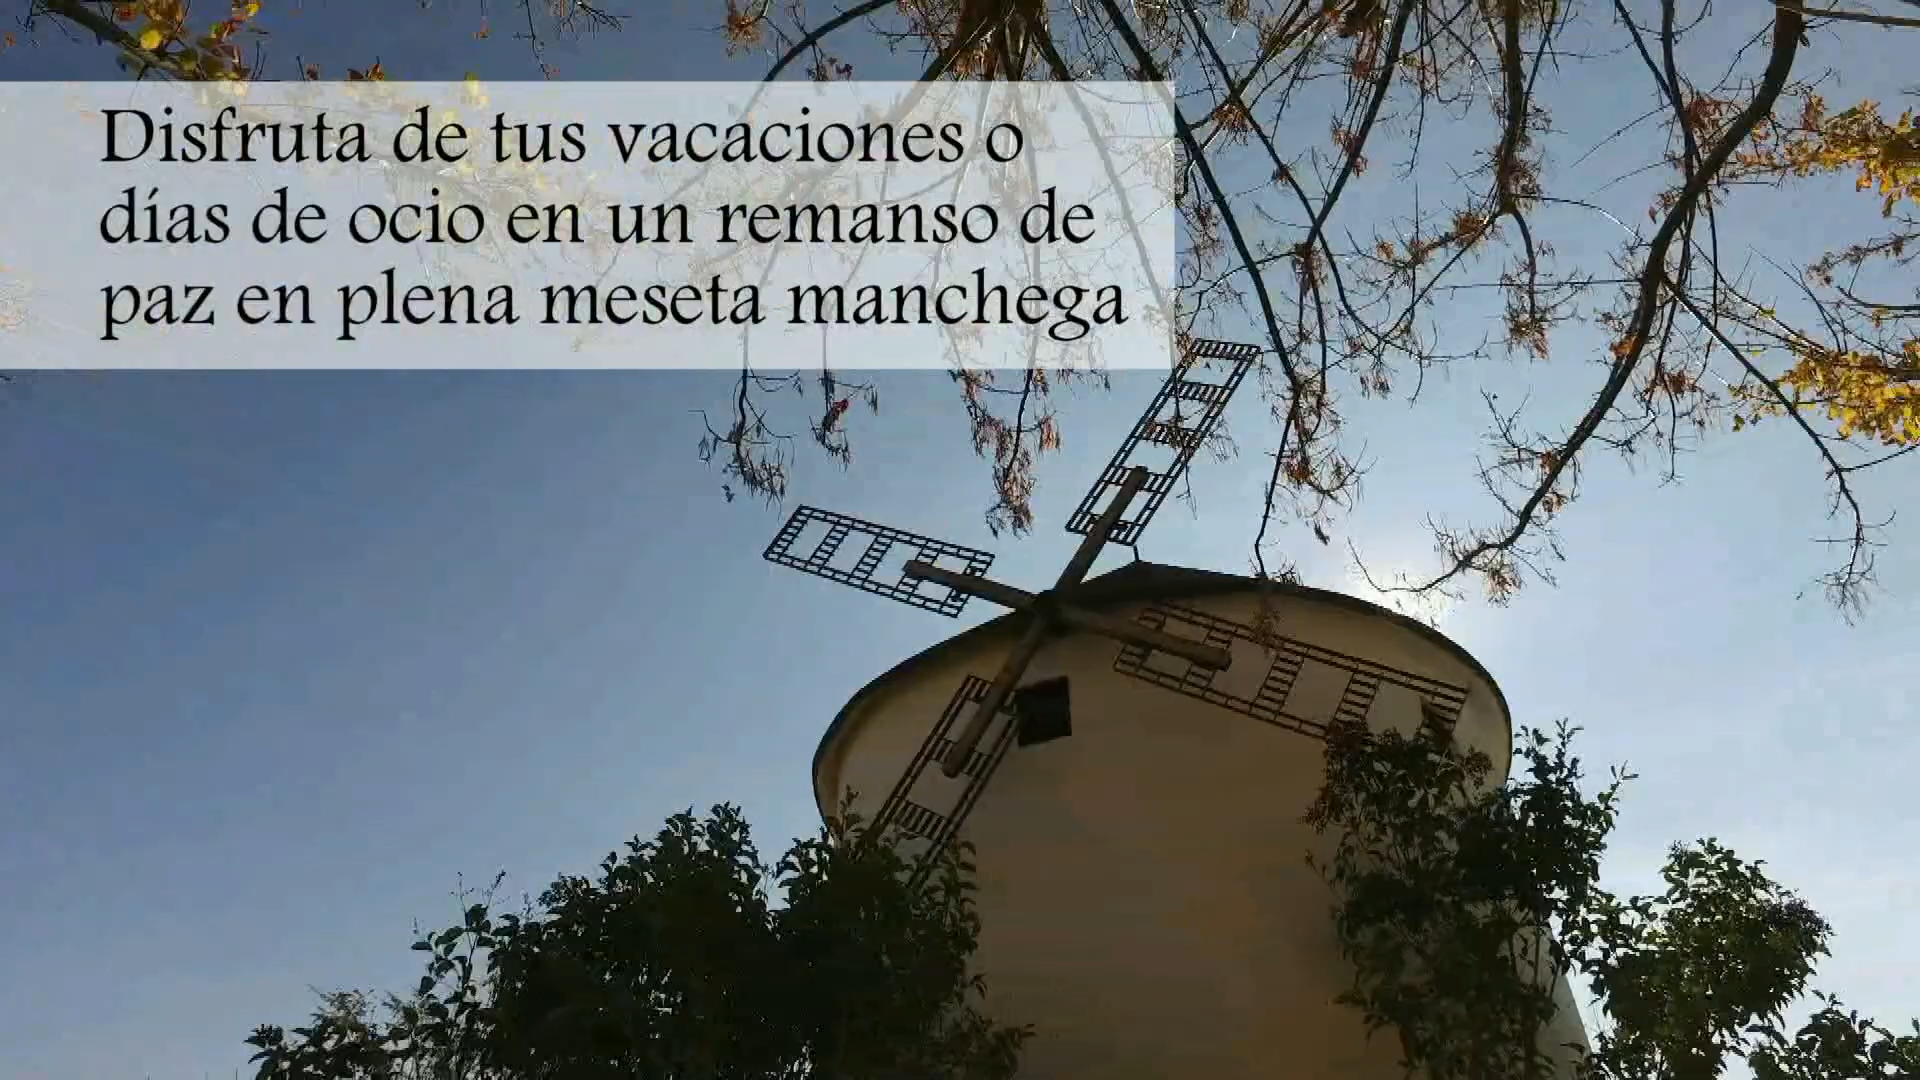 Disfruta de tus vacaciones o
días de ocio en un remanso de
paz en plena meseta manchega